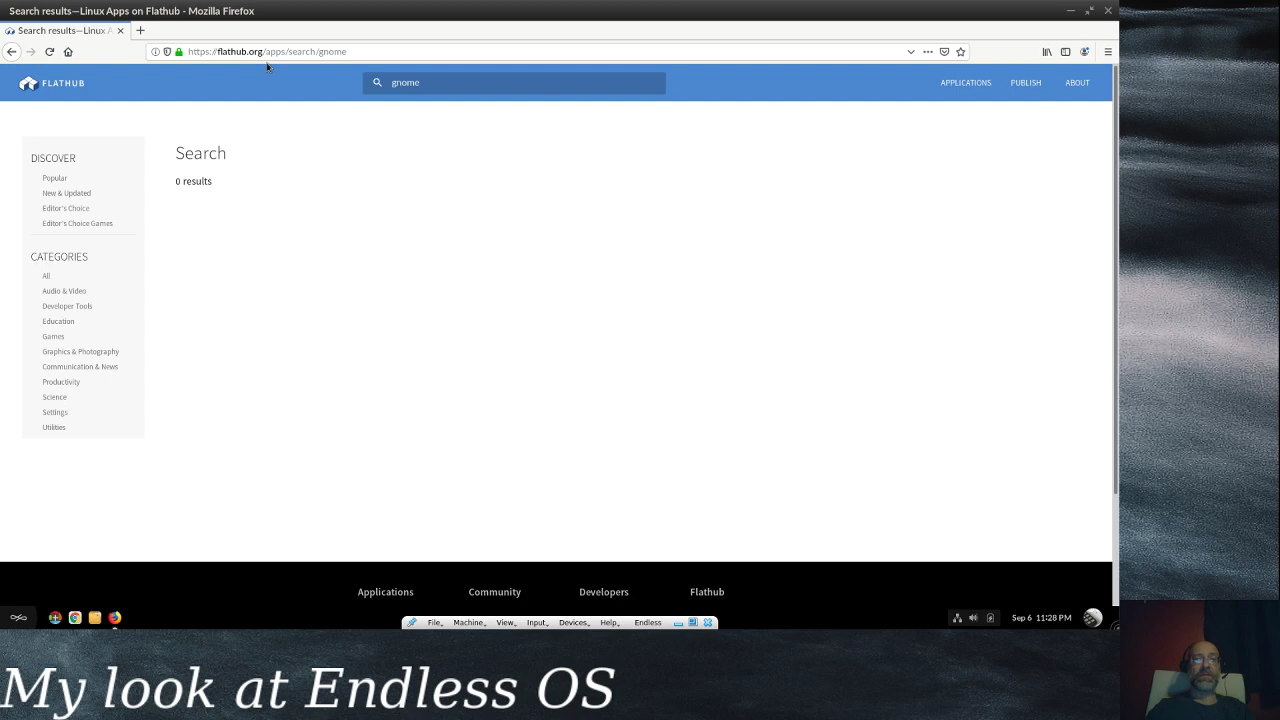 Search results—Linux Apps on Flathub - Mozilla Firefox
Search results—Linux A
https://flathub.org/apps/search/gnome
FLATHUB
gnome
APPLICATIONS
PUBLISH
ABOUT
DISCOVER
Popular
New & Updated
Editor's Choice
Editor's Choice Games
CATEGORIES
All
Audio & Video
Developer Tools
Education
Games
Graphics & Photography
Communication & News
Productivity
Science
Settings
Utilities
Search
0 results
Applications
Community
Developers
Flathub
File
Machine
View
Input
Devices
Help
Endless
Sep 6 11:28 PM
My look at Endless OS